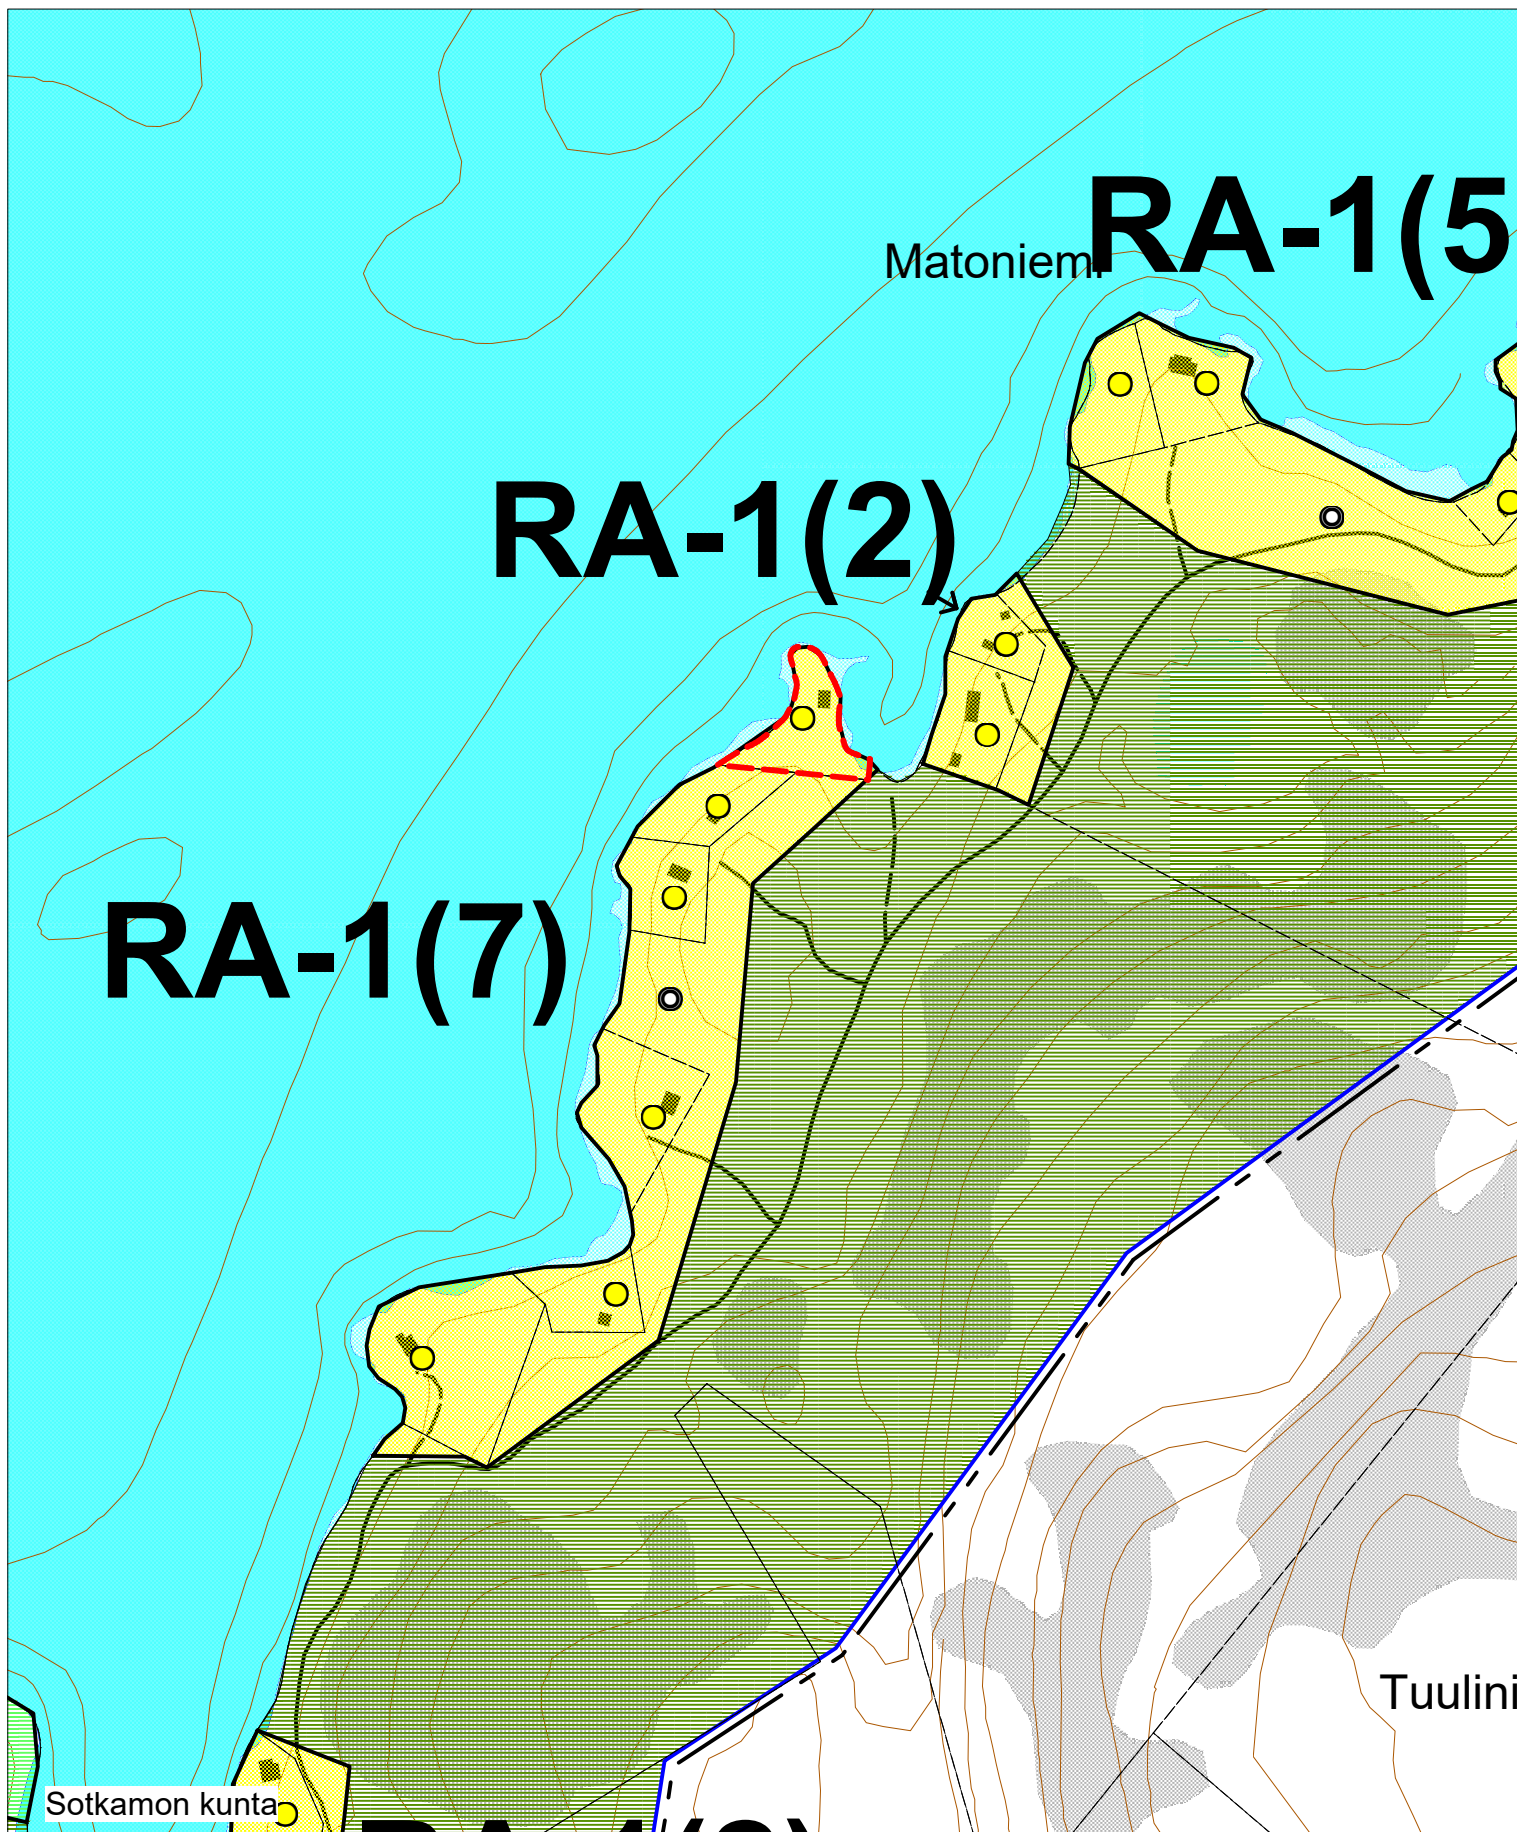 RA-1(5
Matoniemi
RA-1(2)
RA-1(7)
Tuulini
Sotkamon kunta